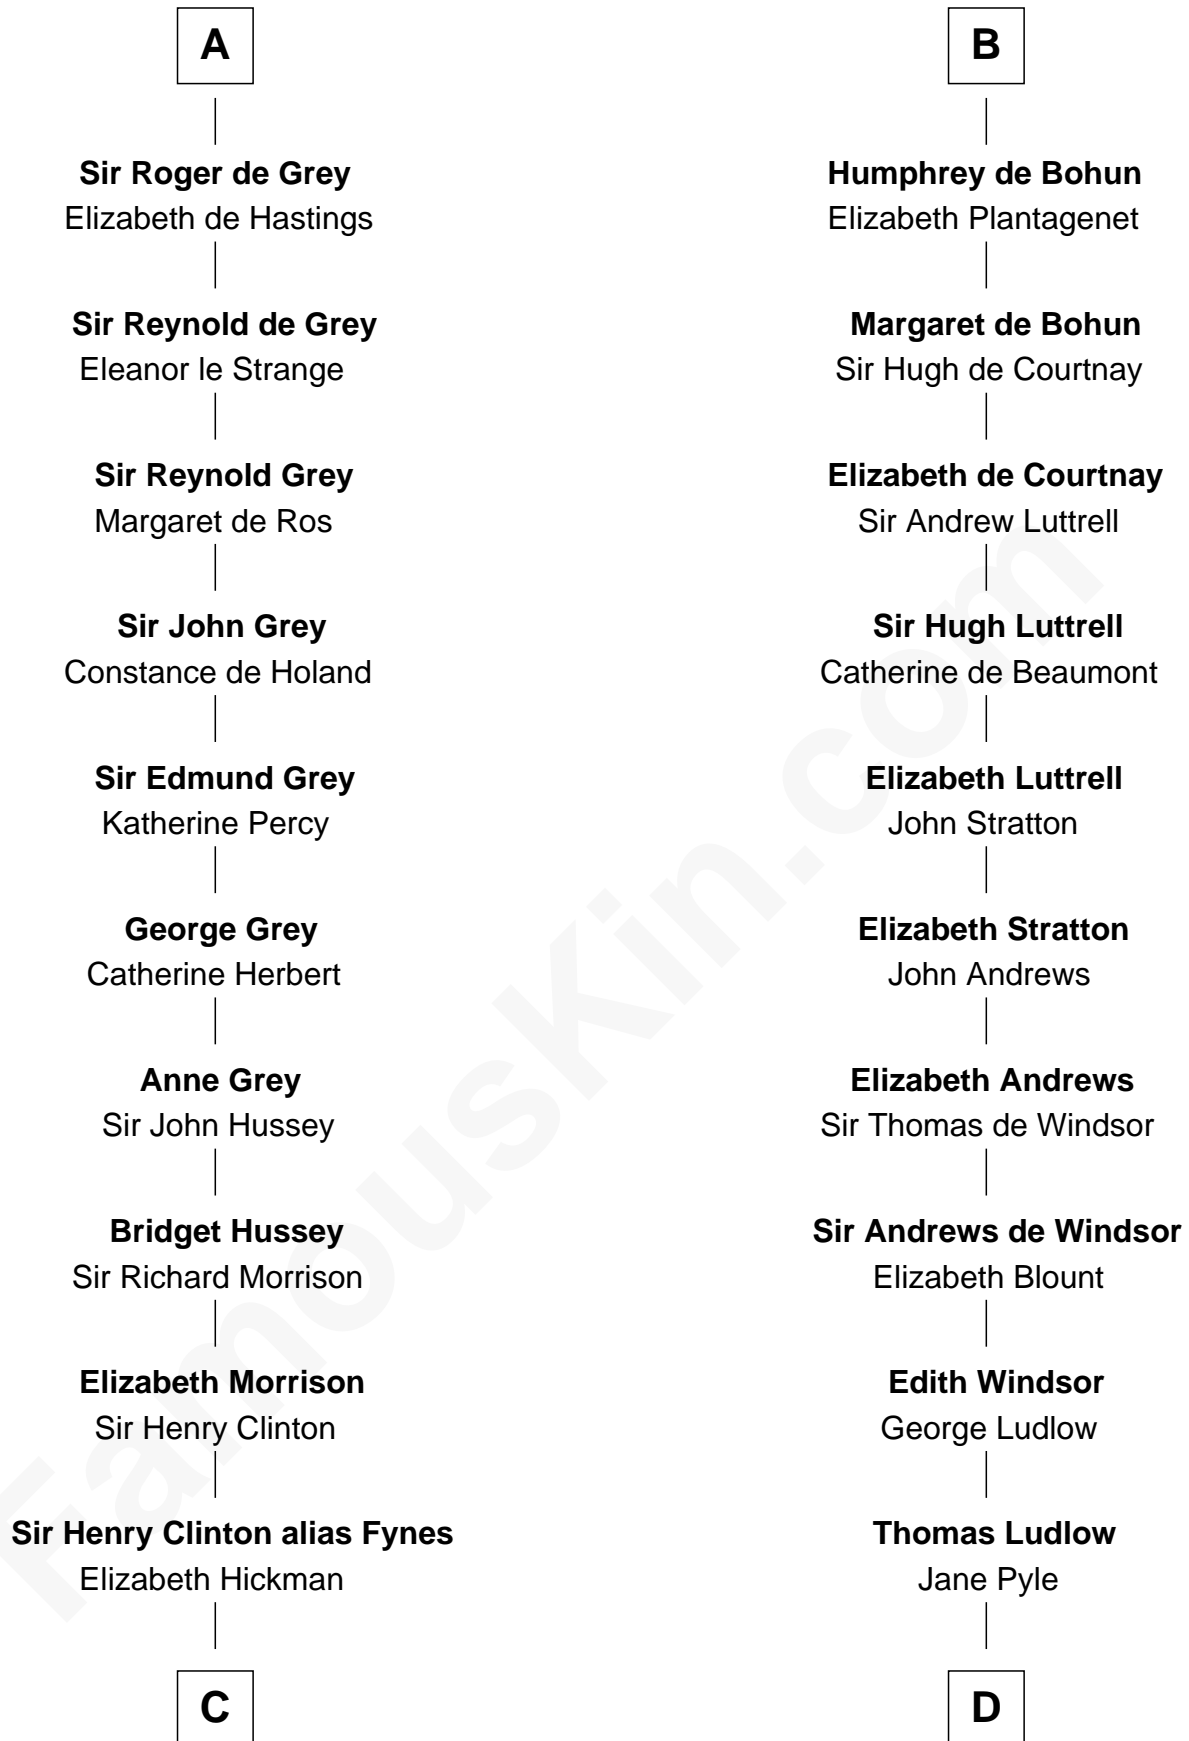 A
Sir Roger de Grey
Elizabeth de Hastings
Sir Reynold de Grey
Eleanor le Strange
Sir Reynold Grey
Margaret de Ros
Sir John Grey
Constance de Holand
Sir Edmund Grey
Katherine Percy
George Grey
Catherine Herbert
Anne Grey
Sir John Hussey
Bridget Hussey
Sir Richard Morrison
Elizabeth Morrison
Sir Henry Clinton
Sir Henry Clinton alias Fynes
Elizabeth Hickman
C
B
Humphrey de Bohun
Elizabeth Plantagenet
Margaret de Bohun
Sir Hugh de Courtnay
Elizabeth de Courtnay
Sir Andrew Luttrell
Sir Hugh Luttrell
Catherine de Beaumont
Elizabeth Luttrell
John Stratton
Elizabeth Stratton
John Andrews
Elizabeth Andrews
Sir Thomas de Windsor
Sir Andrews de Windsor
Elizabeth Blount
Edith Windsor
George Ludlow
Thomas Ludlow
Jane Pyle
D
FamousKin.com